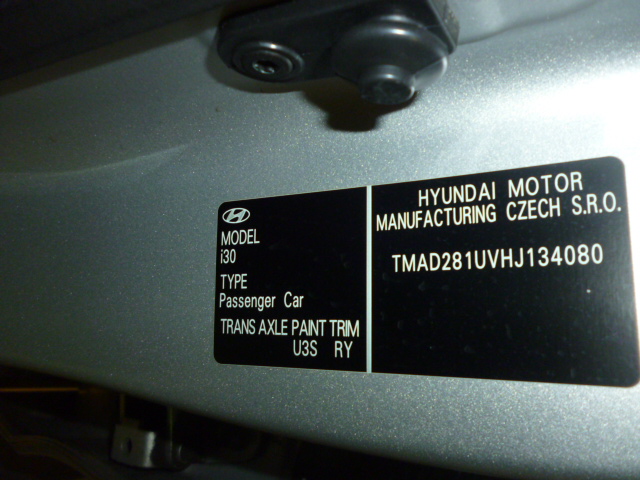 MODEL
i30
TYPE
Passenger Car
TRANS AXLE PAINT TRIM
U3S RY
HYUNDAI MOTOR
MANUFACTURING CZECH S.R.O.
TMAD281UVHJ134080